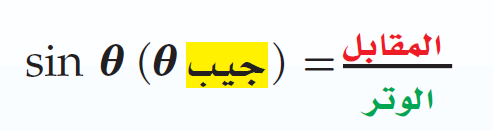 sin θ (θ جيب) = المقابل
الوتر